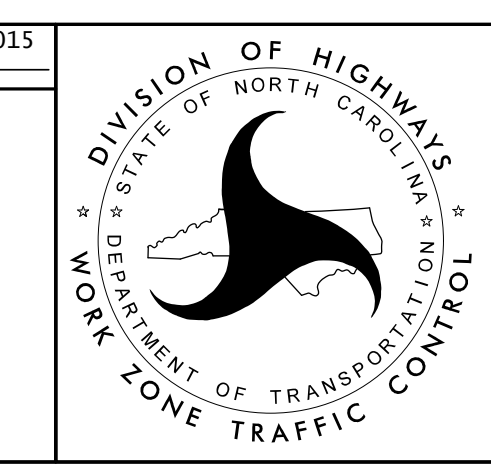 015
DIVISION OF HIGHWAYS
STATE OF NORTH CAROLINA
DEPARTMENT OF TRANSPORTATION
WORK ZONE TRAFFIC CONTROL